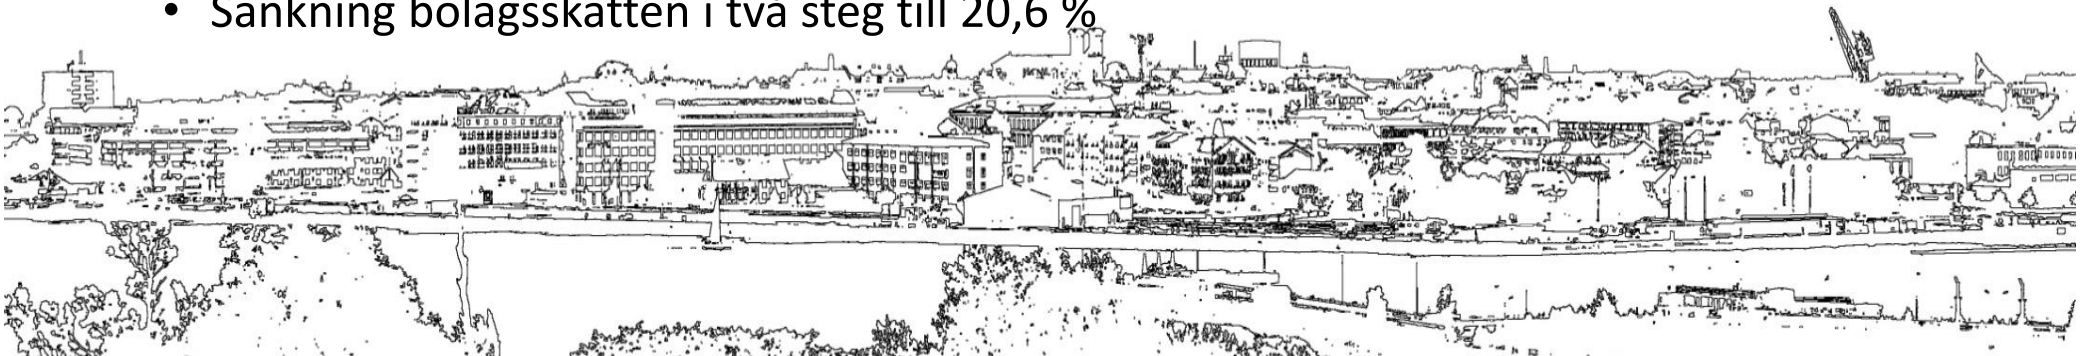 • Sänkning bolagsskatten i två steg till 20,6 %